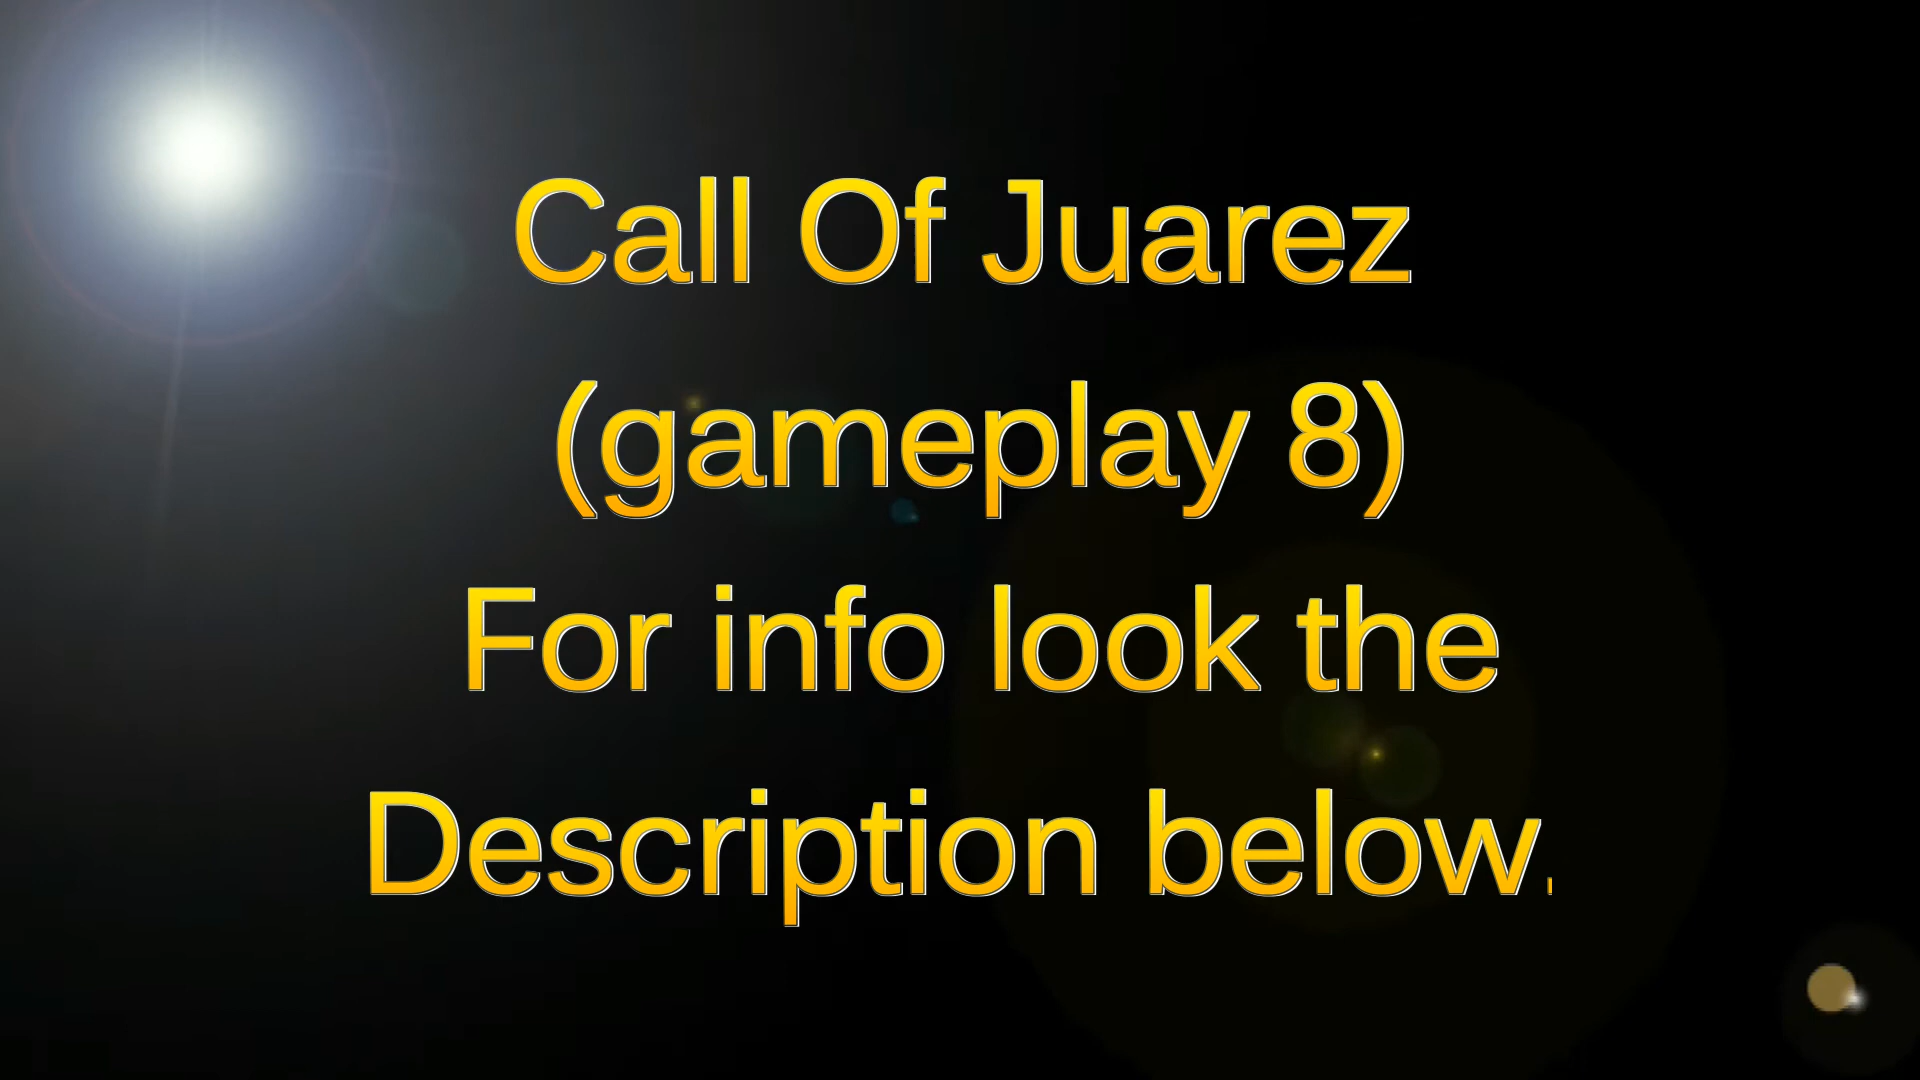 Call Of Juarez
(gameplay 8)
For info look the
Description below.